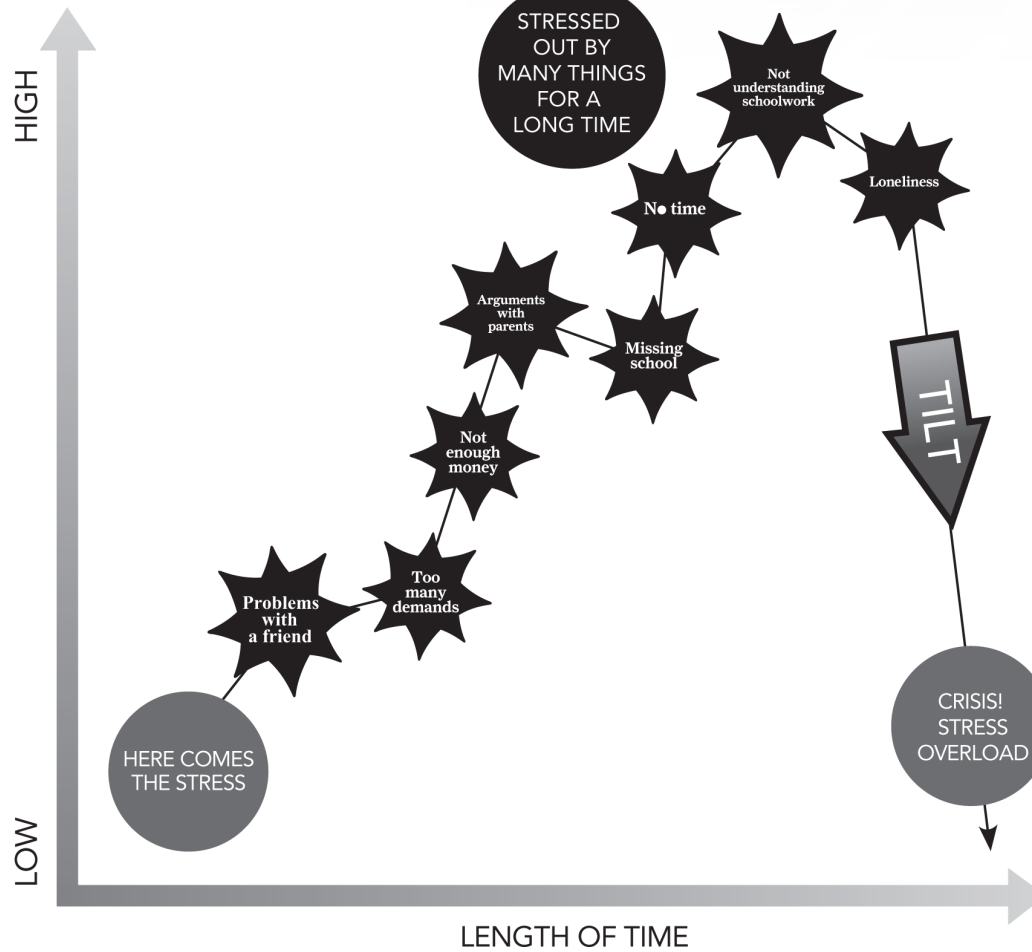 HIGH
LOW
LENGTH OF TIME
HERE COMES
THE STRESS
Problems
with
a friend
Too
many
demands
Not
enough
money
Arguments
with
parents
Missing
school
No time
STRESSED
OUT BY
MANY THINGS
FOR A
LONG TIME
Not
understanding
schoolwork
Loneliness
TILT
CRISIS!
STRESS
OVERLOAD